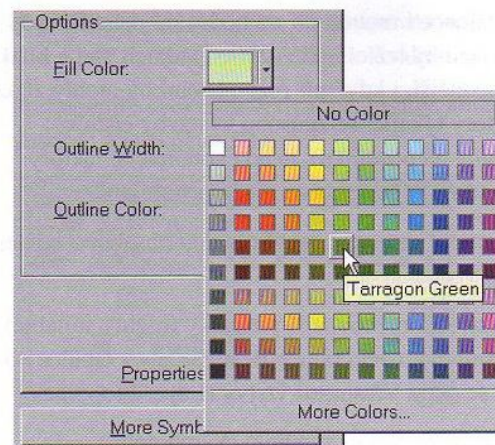 Options
Fill Color:
No Color
Outline Width:
Outline Color:
Tarragon Green
Properties
More Symb
More Colors...